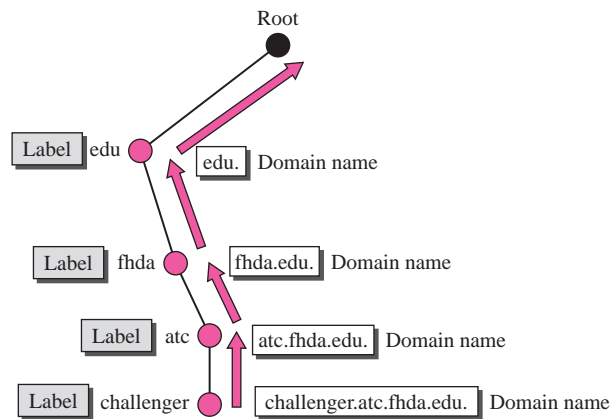 Root
Label edu edu. Domain name
Label fhda fhda.edu. Domain name
Label atc atc.fhda.edu. Domain name
Label challenger challenger.atc.fhda.edu. Domain name